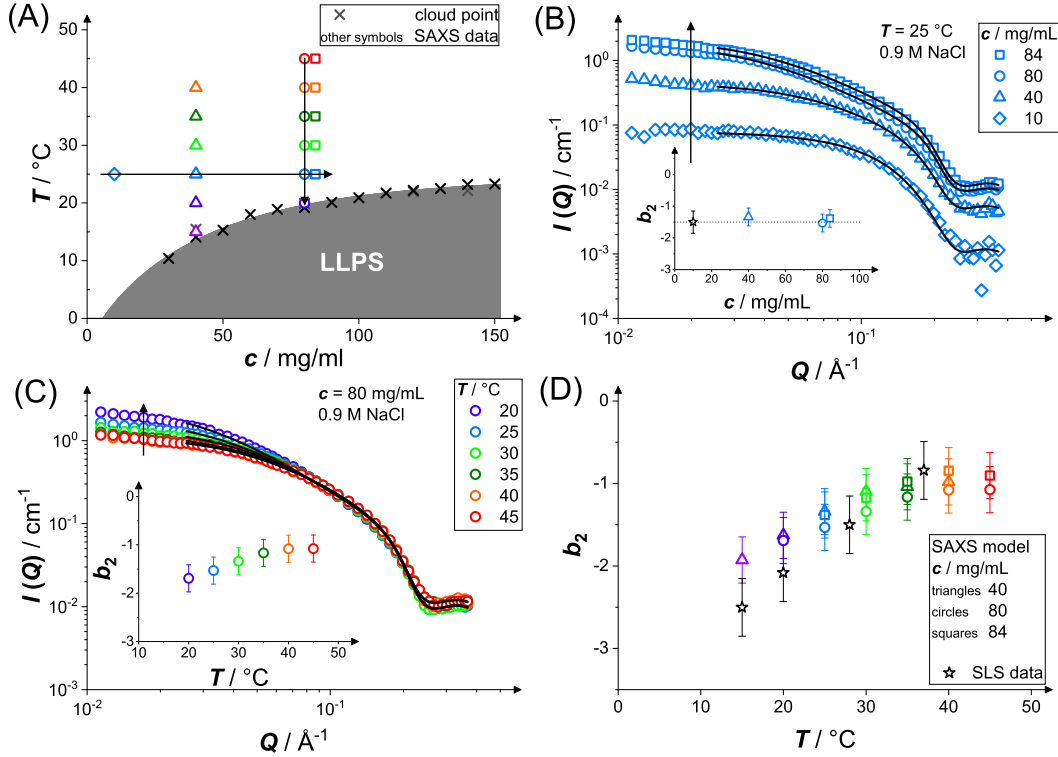 (A)
cloud point
other symbols SAXS data
T / °C
50
40
30
20
10
0
LLPS
0
50
100
150
c / mg/ml
(B)
T = 25 °C
0.9 M NaCl
c / mg/mL
84
80
40
10
I (Q) / cm⁻¹
10⁰
10⁻¹
10⁻²
10⁻³
10⁻⁴
b₂
0
-1
-2
-3
0 20 40 60 80 100
c / mg/mL
10⁻²
10⁻¹
Q / Å⁻¹
(C)
c = 80 mg/mL
0.9 M NaCl
T / °C
20
25
30
35
40
45
I (Q) / cm⁻¹
10⁰
10⁻¹
10⁻²
10⁻³
b₂
0
-1
-2
-3
10 20 30 40 50
T / °C
10⁻²
10⁻¹
Q / Å⁻¹
(D)
b₂
0
-1
-2
-3
SAXS model
c / mg/mL
triangles 40
circles 80
squares 84
SLS data
0 10 20 30 40 50
T / °C